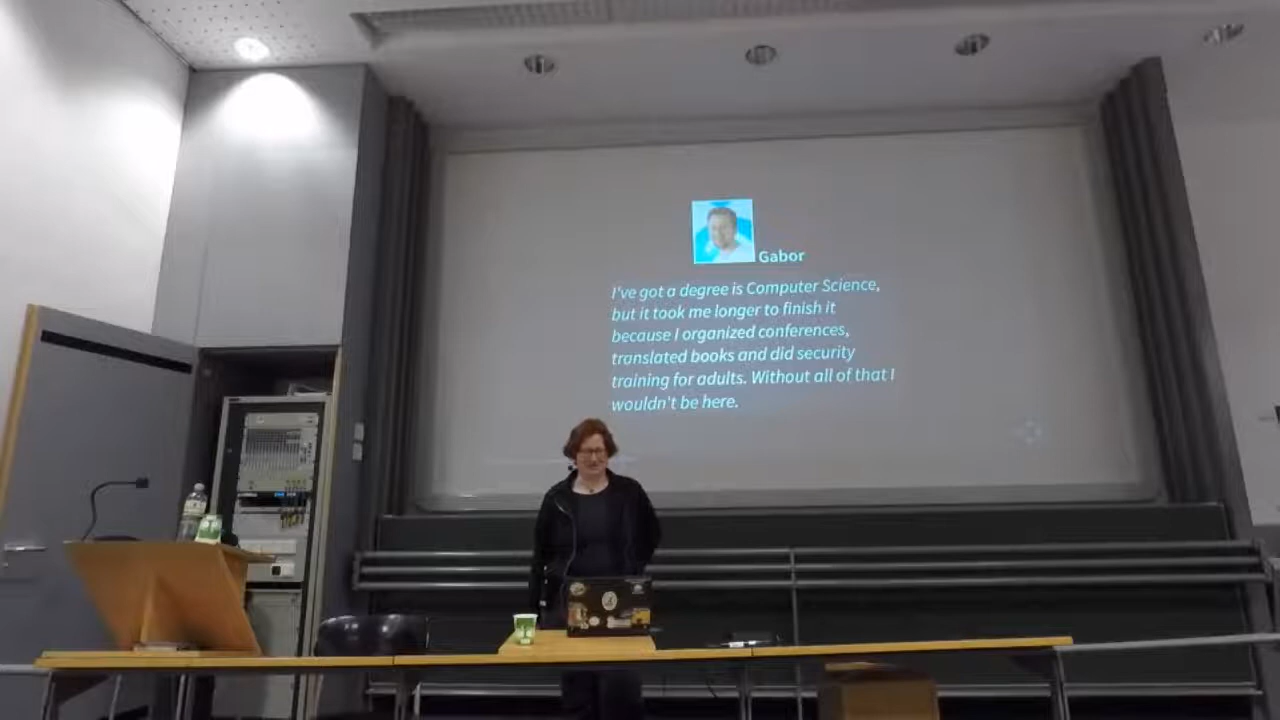 Gabor
I've got a degree is Computer Science,
but it took me longer to finish it
because I organized conferences,
translated books and did security
training for adults. Without all of that I
wouldn't be here.